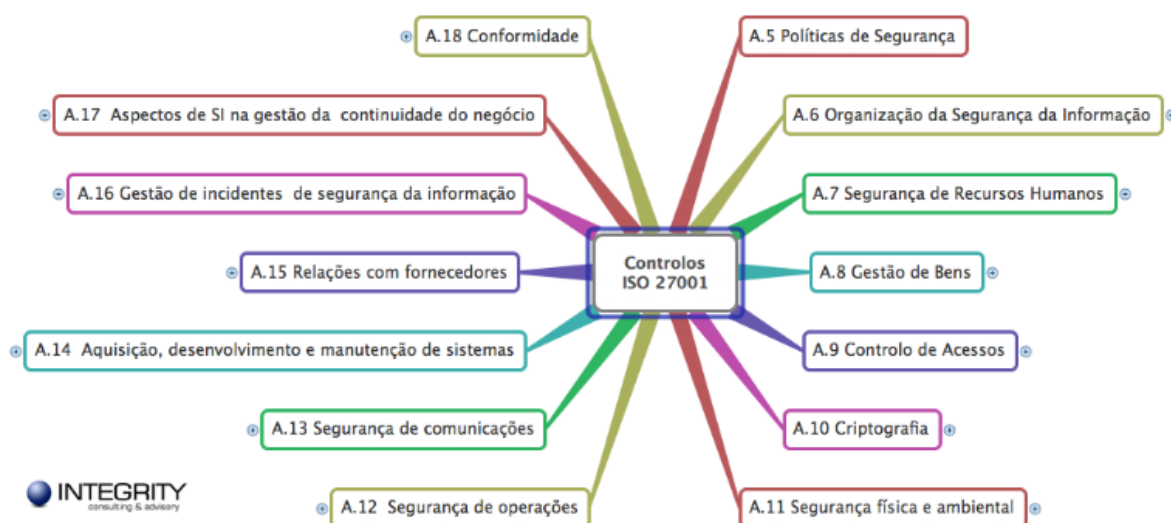 A.18 Conformidade
A.5 Políticas de Segurança
A.17 Aspectos de SI na gestão da continuidade do negócio
A.6 Organização da Segurança da Informação
A.16 Gestão de incidentes de segurança da informação
A.7 Segurança de Recursos Humanos
Controlos
ISO 27001
A.15 Relações com fornecedores
A.8 Gestão de Bens
A.14 Aquisição, desenvolvimento e manutenção de sistemas
A.9 Controlo de Acessos
A.13 Segurança de comunicações
A.10 Criptografia
A.12 Segurança de operações
A.11 Segurança física e ambiental
INTEGRITY
consulting & advisory